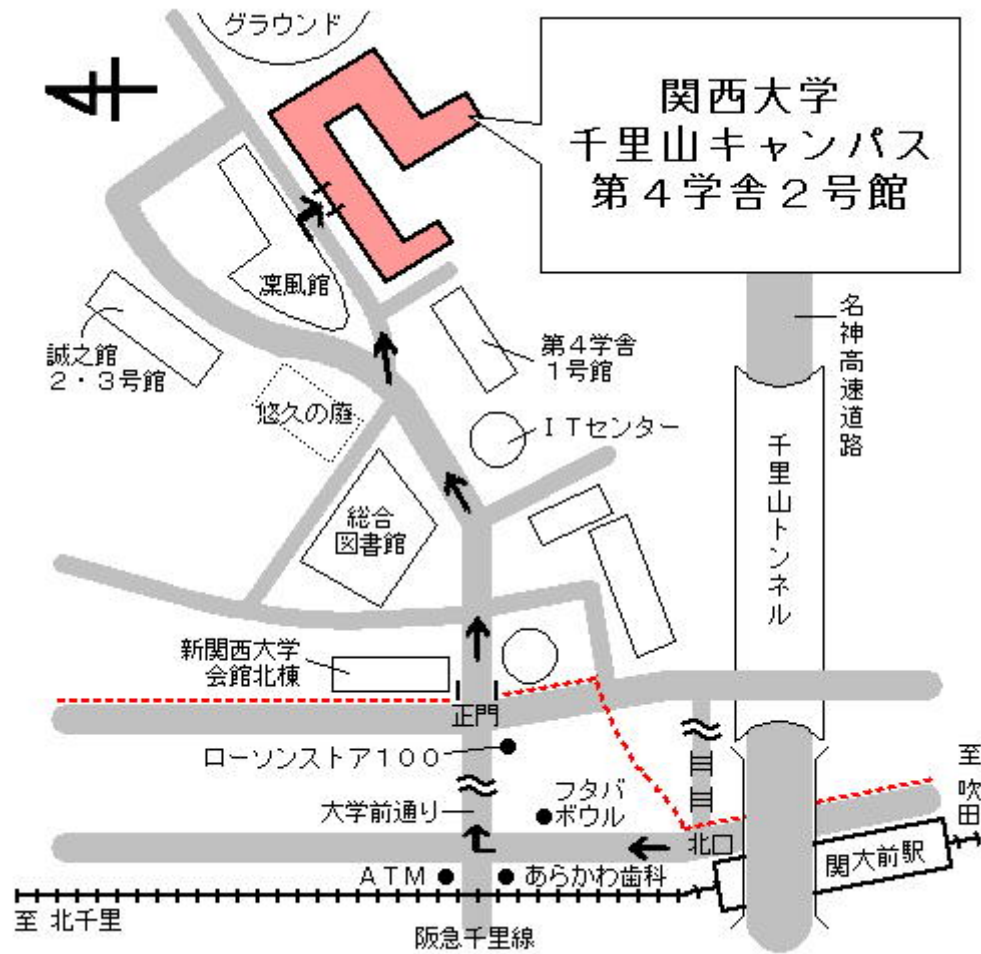 グラウンド
関西大学
千里山キャンパス
第４学舎２号館
凜風館
誠之館
２・３号館
第４学舎
１号館
名神高速道路
悠久の庭
ＩＴセンター
千里山トンネル
総合
図書館
新関西大学
会館北棟
正門
ローソンストア１００
大学前通り
フタバ
ボウル
至 吹田
北口
関大前駅
ＡＴＭ
あらかわ歯科
至 北千里
阪急千里線